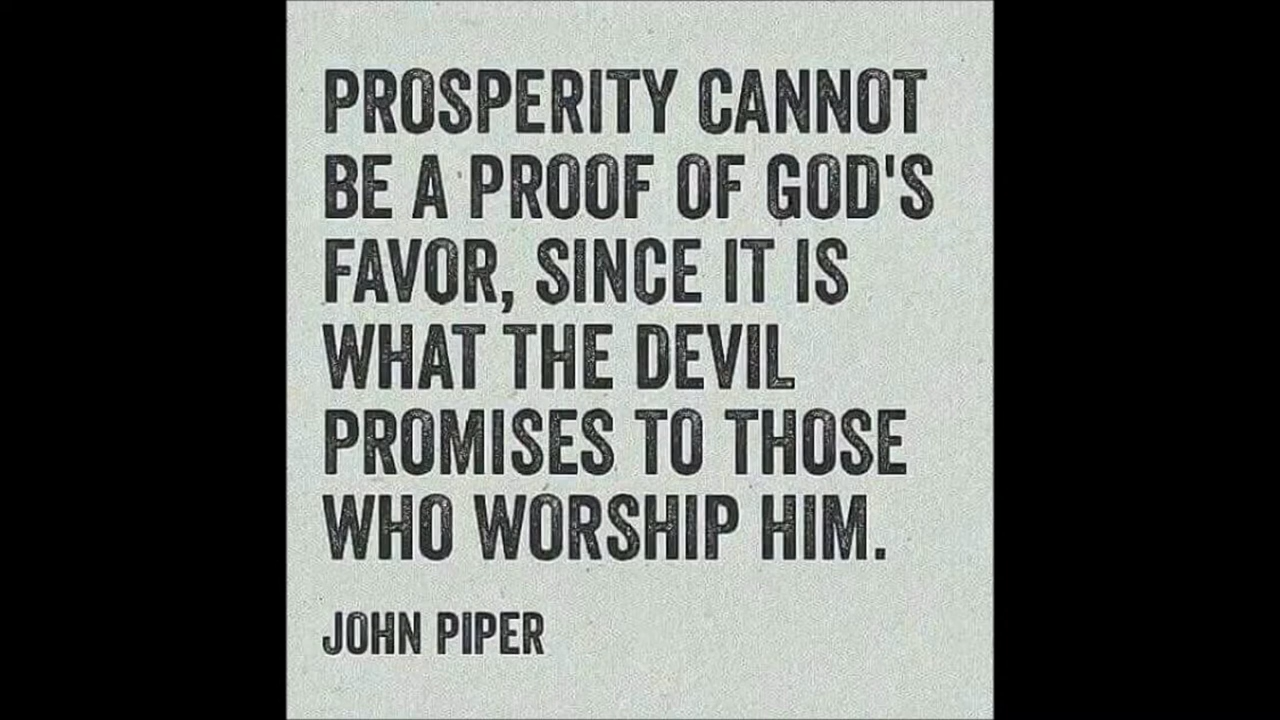 PROSPERITY CANNOT
BE A PROOF OF GOD'S
FAVOR, SINCE IT IS
WHAT THE DEVIL
PROMISES TO THOSE
WHO WORSHIP HIM.
JOHN PIPER